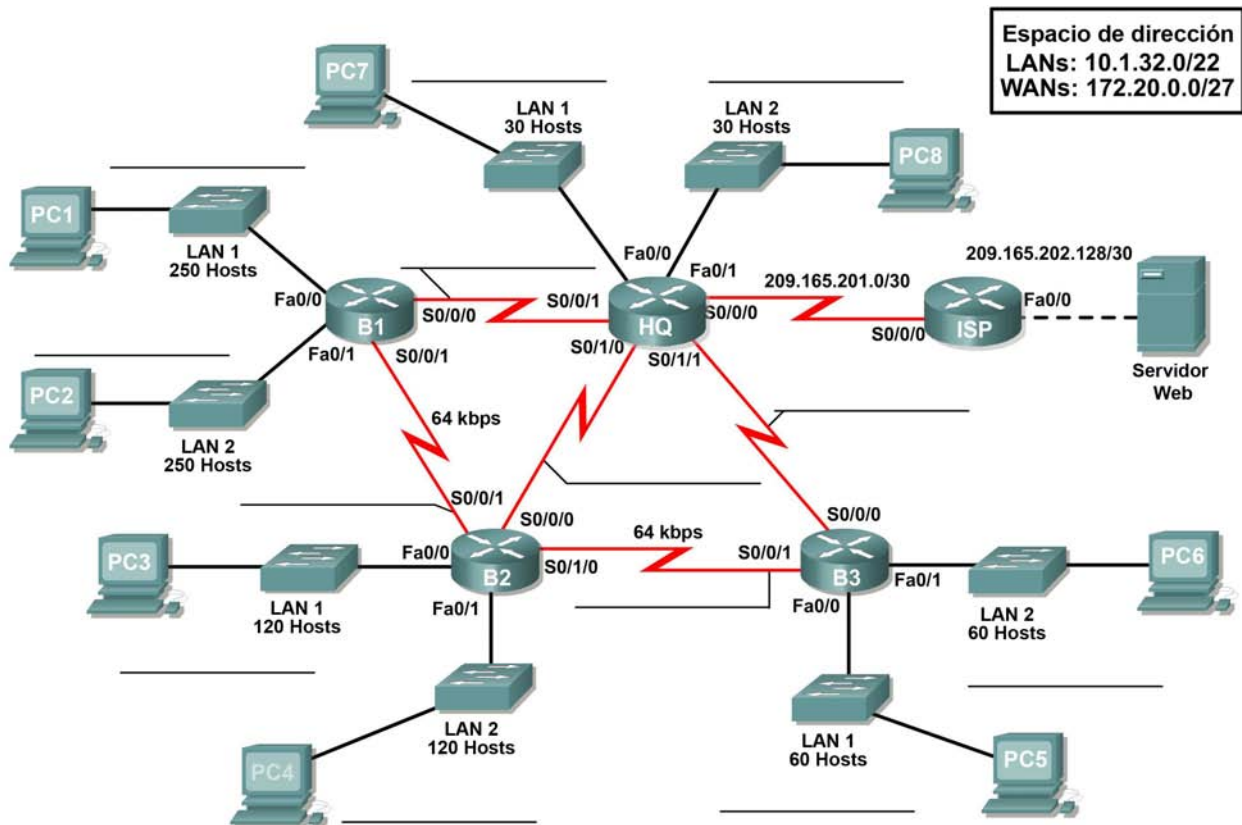 Espacio de dirección
LANs: 10.1.32.0/22
WANs: 172.20.0.0/27
PC7
LAN 1
30 Hosts
LAN 2
30 Hosts
PC8
PC1
LAN 1
250 Hosts
Fa0/0
Fa0/1
209.165.201.0/30
209.165.202.128/30
Fa0/0
B1
S0/0/0
S0/0/1
HQ
S0/0/0
S0/0/0
ISP
Fa0/0
Fa0/1
S0/0/1
S0/1/0
S0/1/1
Servidor
Web
PC2
LAN 2
250 Hosts
64 kbps
S0/0/1
S0/0/0
64 kbps
S0/0/0
PC3
LAN 1
120 Hosts
Fa0/0
B2
S0/1/0
S0/0/1
B3
Fa0/1
PC6
Fa0/1
Fa0/0
LAN 2
60 Hosts
LAN 2
120 Hosts
LAN 1
60 Hosts
PC4
PC5